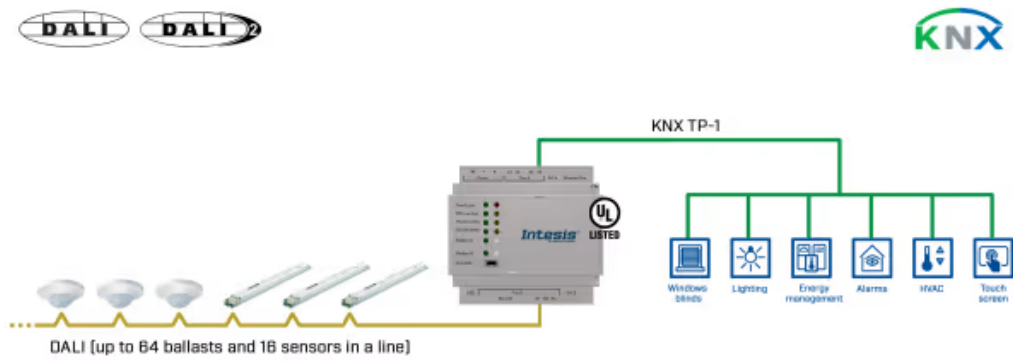 DALI DALI 2
KNX
KNX TP-1
UL
LISTED
Intesis
Windows
blinds
Lighting
Energy
management
Alarms
HVAC
Touch
screen
DALI (up to 64 ballasts and 16 sensors in a line)